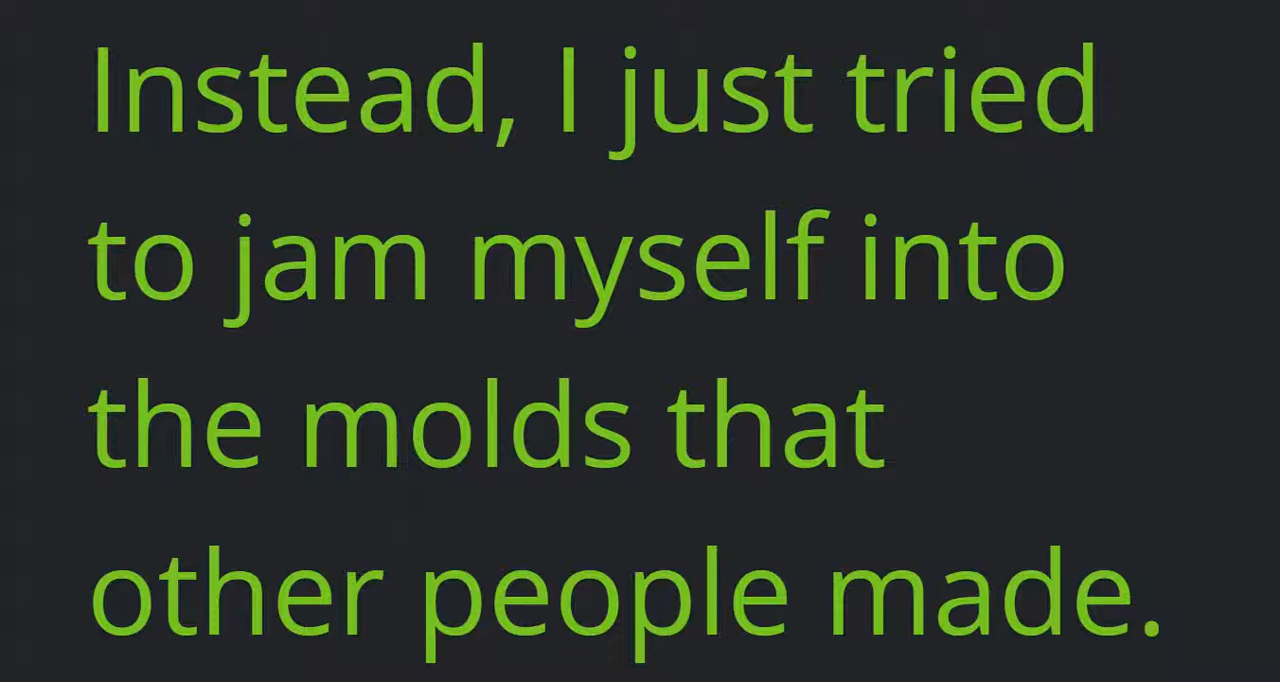 Instead, I just tried
to jam myself into
the molds that
other people made.